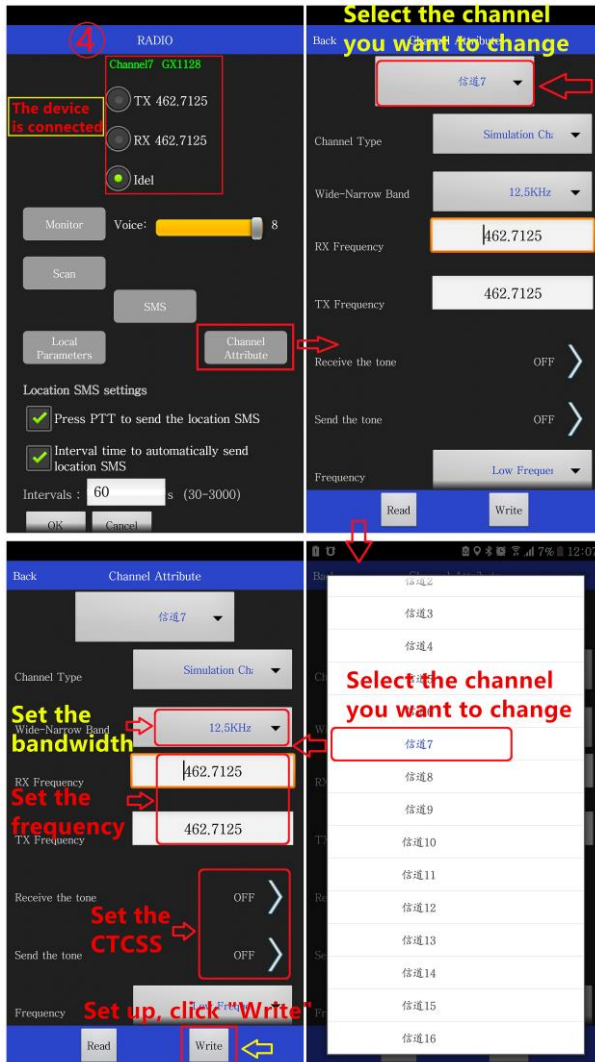 ④
RADIO
Channel7 GX1128
TX 462.7125
The device
is connected
RX 462.7125
Idel
Monitor
Voice:
8
Scan
SMS
Local
Parameters
Channel
Attribute
Location SMS settings
Press PTT to send the location SMS
Interval time to automatically send
location SMS
Intervals : 60 s (30-3000)
OK Cancel
Select the channel
you want to change
Back
信道7
Channel Type
Simulation Ch
Wide-Narrow Band
12.5KHz
RX Frequency
462.7125
TX Frequency
462.7125
Receive the tone
OFF
Send the tone
OFF
Frequency
Low Freque
Read
Write
Back
Channel Attribute
信道7
Channel Type
Simulation Ch
Set the
bandwidth
Wide-Narrow Band
12.5KHz
RX Frequency
462.7125
Set the
frequency
TX Frequency
462.7125
Receive the tone
OFF
Set the
CTCSS
Send the tone
OFF
Frequency
Set up, click "Write"
Read
Write
7% 12:07
信道2
信道3
信道4
Select the channel
you want to change
信道7
信道8
信道9
信道10
信道11
信道12
信道13
信道14
信道15
信道16